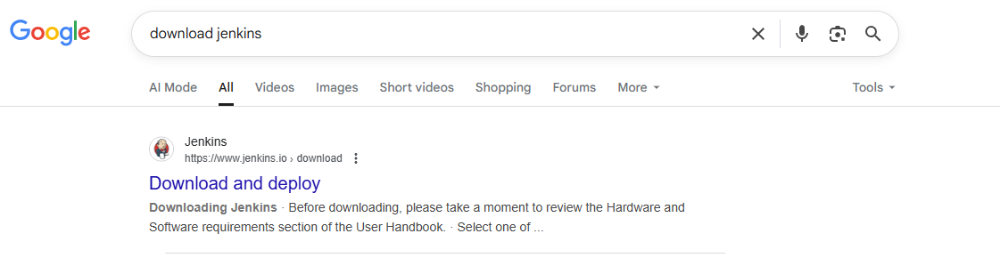 Google
download jenkins
AI Mode All Videos Images Short videos Shopping Forums More Tools
Jenkins
https://www.jenkins.io › download
Download and deploy
Downloading Jenkins · Before downloading, please take a moment to review the Hardware and
Software requirements section of the User Handbook. · Select one of ...